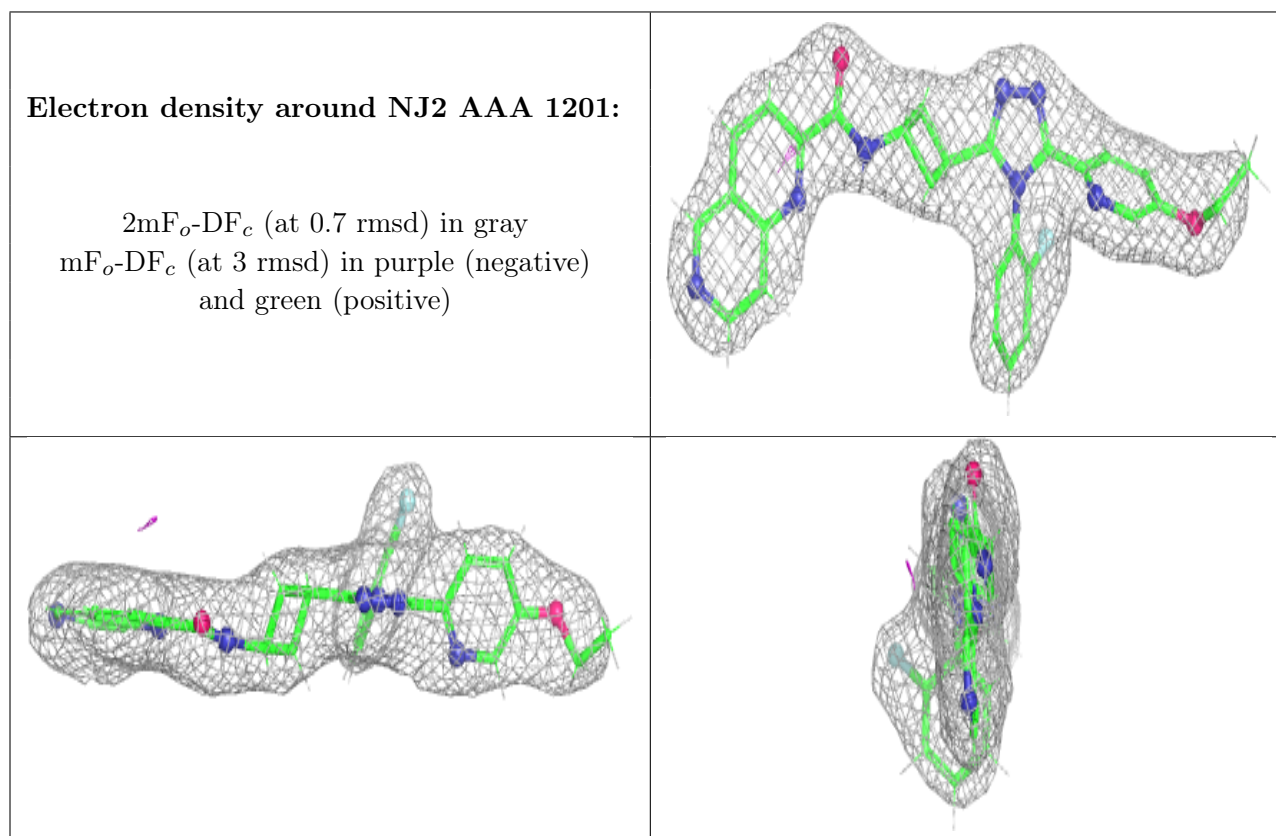 Electron density around NJ2 AAA 1201:
2mFₒ-DF𝒸 (at 0.7 rmsd) in gray
mFₒ-DF𝒸 (at 3 rmsd) in purple (negative)
and green (positive)